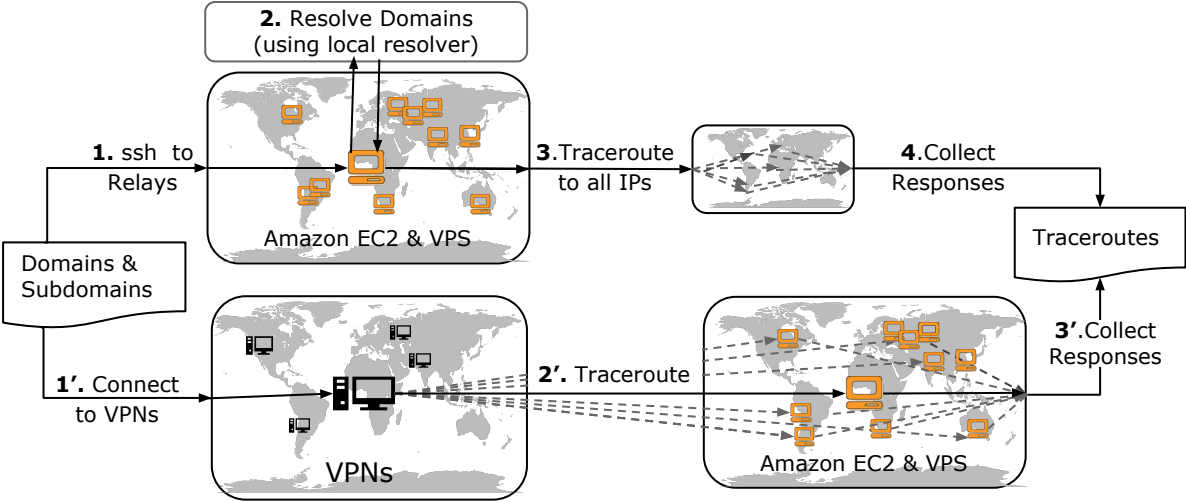 2. Resolve Domains
(using local resolver)
1. ssh to
Relays
Amazon EC2 & VPS
3.Traceroute
to all IPs
4.Collect
Responses
Domains &
Subdomains
Traceroutes
1’. Connect
to VPNs
VPNs
2’. Traceroute
Amazon EC2 & VPS
3’.Collect
Responses